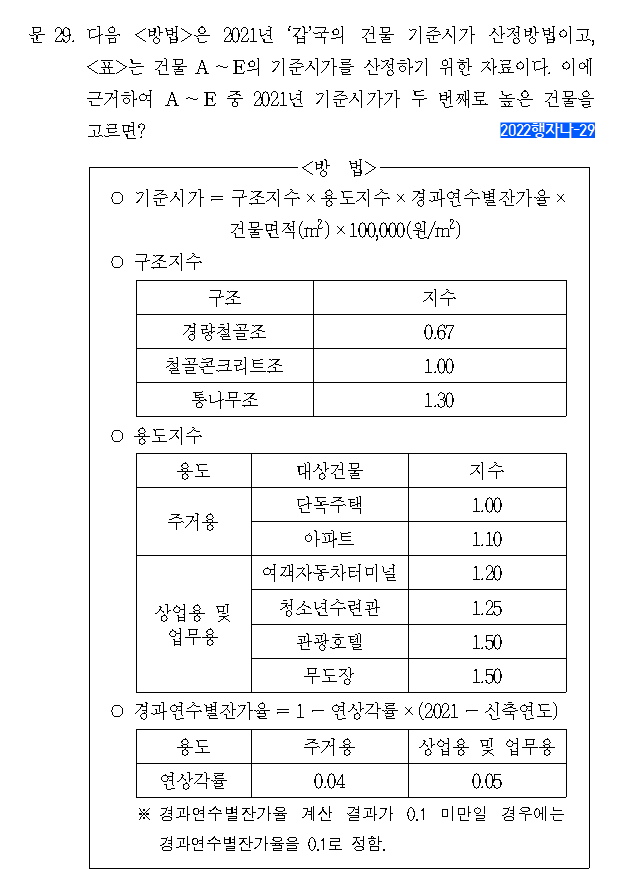 문 29. 다음 <방법>은 2021년 '갑'국의 건물 기준시가 산정방법이고,
<표>는 건물 A ~ E의 기준시가를 산정하기 위한 자료이다. 이에
근거하여 A ~ E 중 2021년 기준시가가 두 번째로 높은 건물을
고르면?
2022행자나-29
<방 법>
○ 기준시가 = 구조지수 × 용도지수 × 경과연수별잔가율 ×
건물면적(㎡) × 100,000(원/㎡)
○ 구조지수
구조 지수
경량철골조 0.67
철골콘크리트조 1.00
통나무조 1.30
○ 용도지수
용도 대상건물 지수
주거용 단독주택 1.00
아파트 1.10
상업용 및 업무용 여객자동차터미널 1.20
청소년수련관 1.25
관광호텔 1.50
무도장 1.50
○ 경과연수별잔가율 = 1 - 연상각률 × (2021 - 신축연도)
용도 주거용 상업용 및 업무용
연상각률 0.04 0.05
※ 경과연수별잔가율 계산 결과가 0.1 미만일 경우에는
경과연수별잔가율을 0.1로 정함.